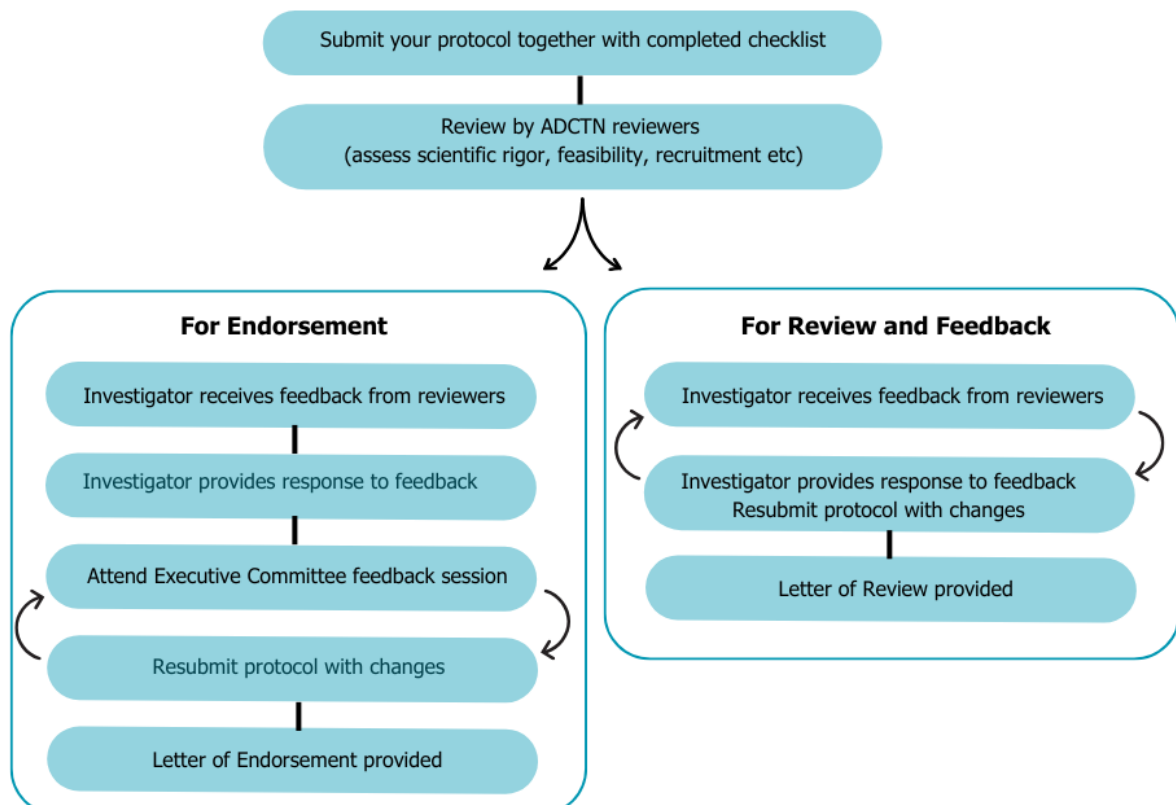 Submit your protocol together with completed checklist
Review by ADCTN reviewers
(assess scientific rigor, feasibility, recruitment etc)
For Endorsement
Investigator receives feedback from reviewers
Investigator provides response to feedback
Attend Executive Committee feedback session
Resubmit protocol with changes
Letter of Endorsement provided
For Review and Feedback
Investigator receives feedback from reviewers
Investigator provides response to feedback
Resubmit protocol with changes
Letter of Review provided